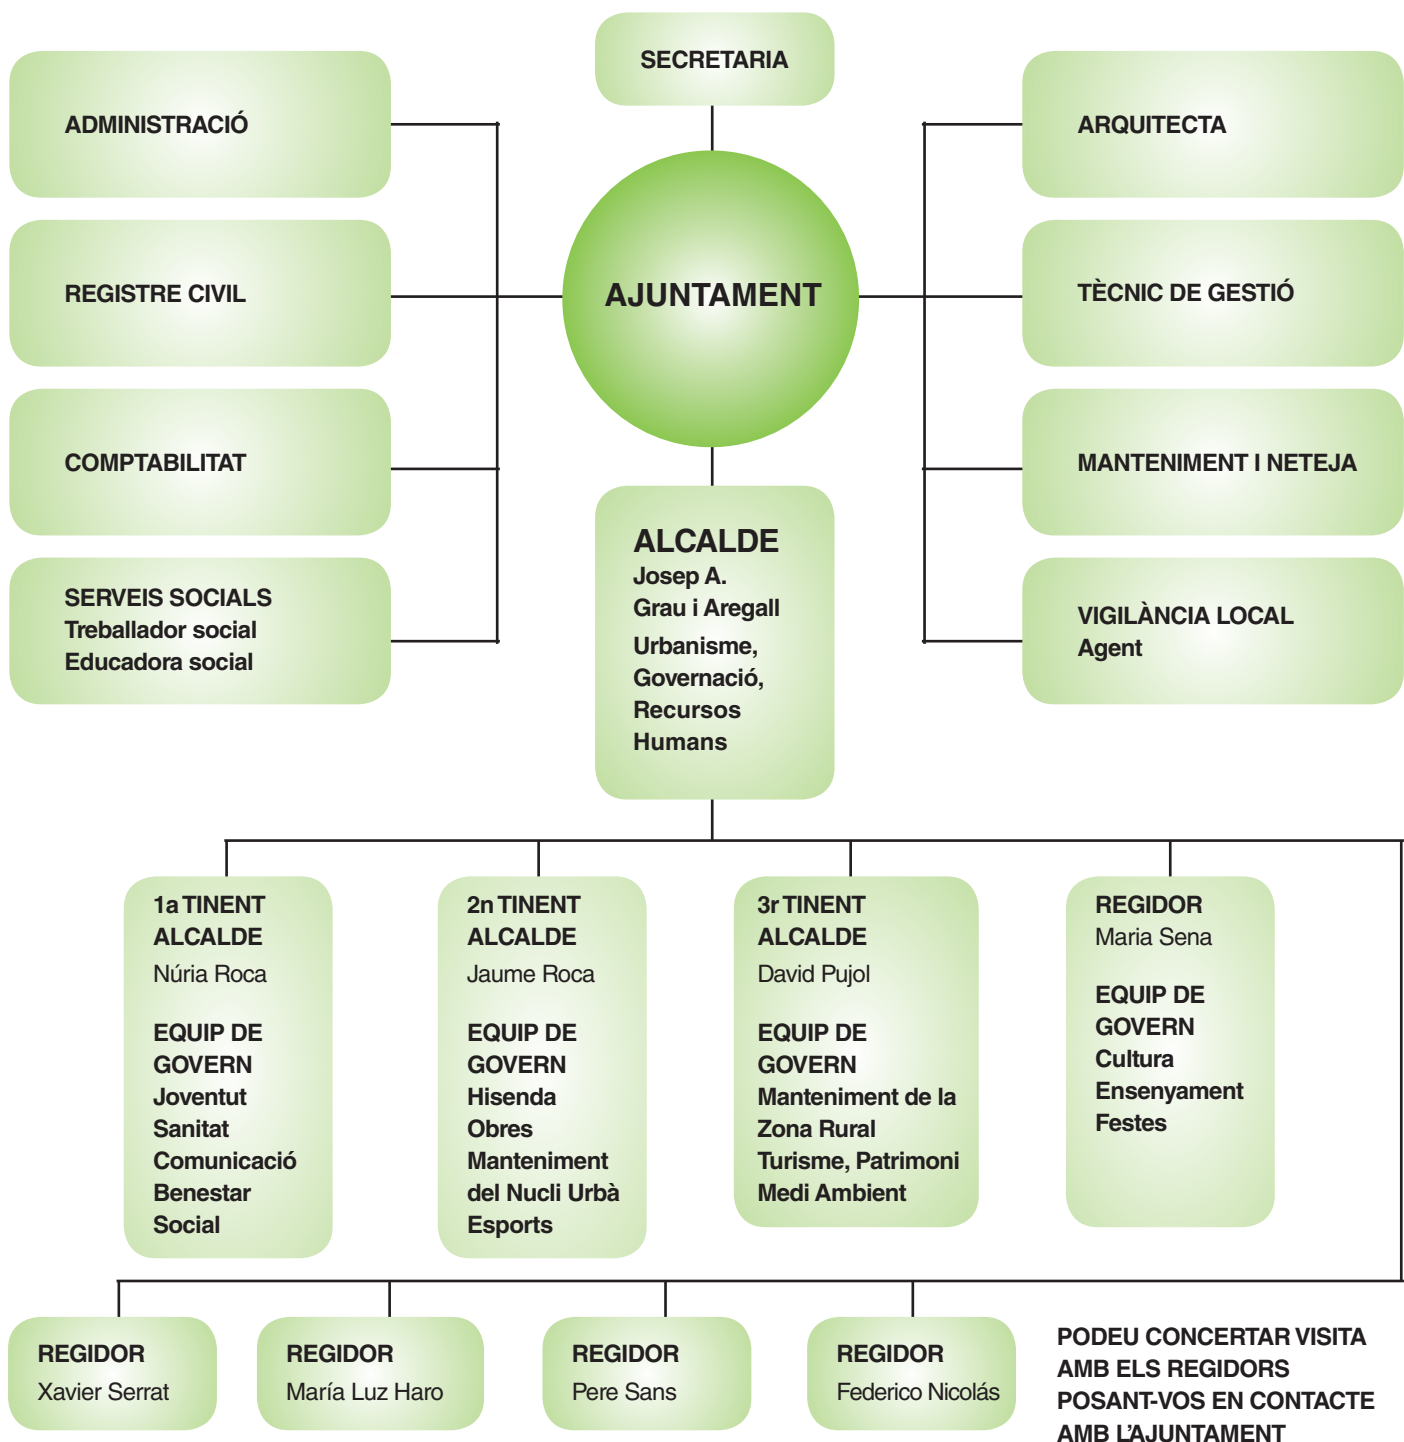 SECRETARIA
ADMINISTRACIÓ
REGISTRE CIVIL
COMPTABILITAT
SERVEIS SOCIALS
Treballador social
Educadora social
AJUNTAMENT
ARQUITECTA
TÈCNIC DE GESTIÓ
MANTENIMENT I NETEJA
VIGILÀNCIA LOCAL
Agent
ALCALDE
Josep A.
Grau i Aregall
Urbanisme,
Governació,
Recursos
Humans
1a TINENT
ALCALDE
Núria Roca
EQUIP DE
GOVERN
Joventut
Sanitat
Comunicació
Benestar
Social
2n TINENT
ALCALDE
Jaume Roca
EQUIP DE
GOVERN
Hisenda
Obres
Manteniment
del Nucli Urbà
Esports
3r TINENT
ALCALDE
David Pujol
EQUIP DE
GOVERN
Manteniment de la
Zona Rural
Turisme, Patrimoni
Medi Ambient
REGIDOR
Maria Sena
EQUIP DE
GOVERN
Cultura
Ensenyament
Festes
REGIDOR
Xavier Serrat
REGIDOR
María Luz Haro
REGIDOR
Pere Sans
REGIDOR
Federico Nicolás
PODEU CONCERTAR VISITA
AMB ELS REGIDORS
POSANT-VOS EN CONTACTE
AMB L'AJUNTAMENT